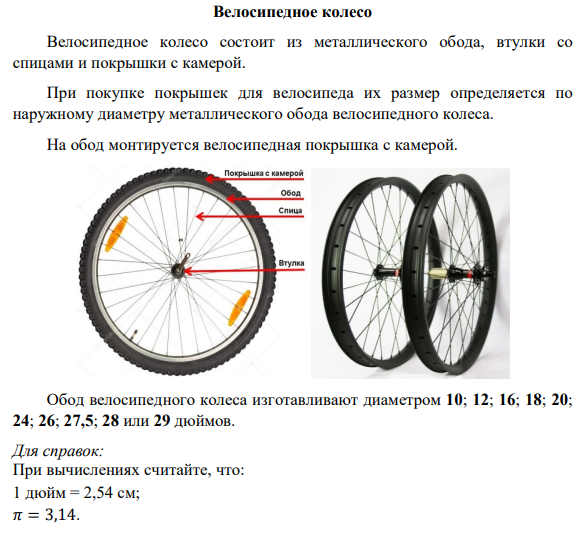 Велосипедное колесо
Велосипедное колесо состоит из металлического обода, втулки со
спицами и покрышки с камерой.
При покупке покрышек для велосипеда их размер определяется по
наружному диаметру металлического обода велосипедного колеса.
На обод монтируется велосипедная покрышка с камерой.
Покрышка с камерой
Обод
Спица
Втулка
Обод велосипедного колеса изготавливают диаметром 10; 12; 16; 18; 20;
24; 26; 27,5; 28 или 29 дюймов.
Для справок:
При вычислениях считайте, что:
1 дюйм = 2,54 см;
π = 3,14.